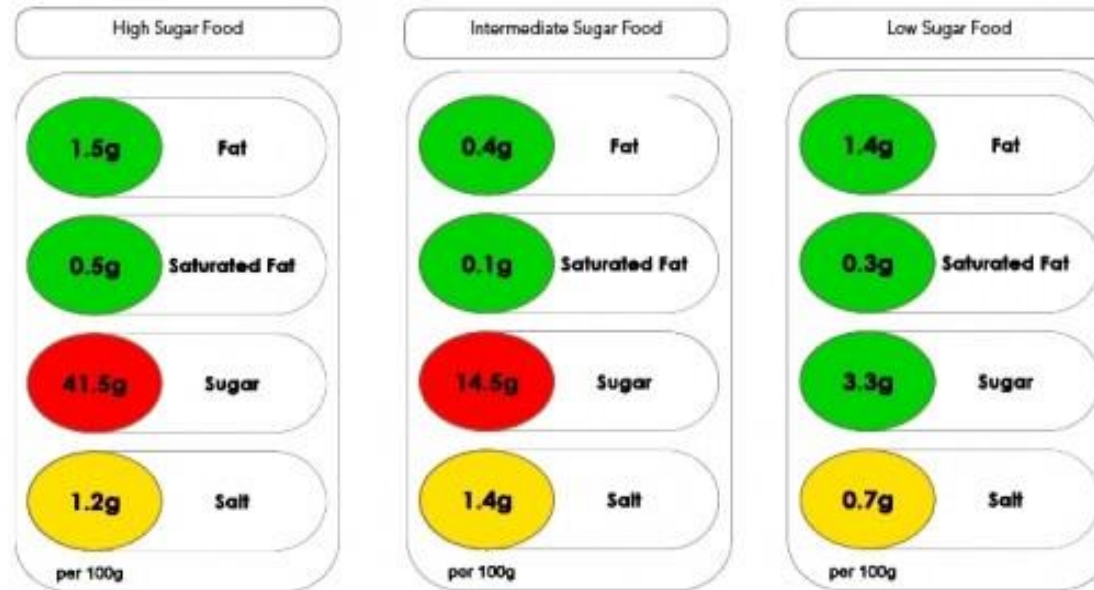 High Sugar Food
1.5g Fat
0.5g Saturated Fat
41.5g Sugar
1.2g Salt
per 100g
Intermediate Sugar Food
0.4g Fat
0.1g Saturated Fat
14.5g Sugar
1.4g Salt
per 100g
Low Sugar Food
1.4g Fat
0.3g Saturated Fat
3.3g Sugar
0.7g Salt
per 100g